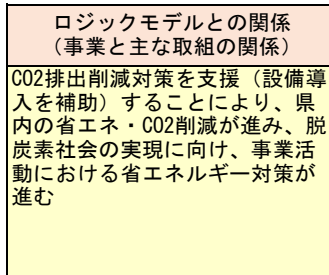 ロジックモデルとの関係
（事業と主な取組の関係）
CO2排出削減対策を支援（設備導
入を補助）することにより、県
内の省エネ・CO2削減が進み、脱
炭素社会の実現に向け、事業活
動における省エネルギー対策が
進む